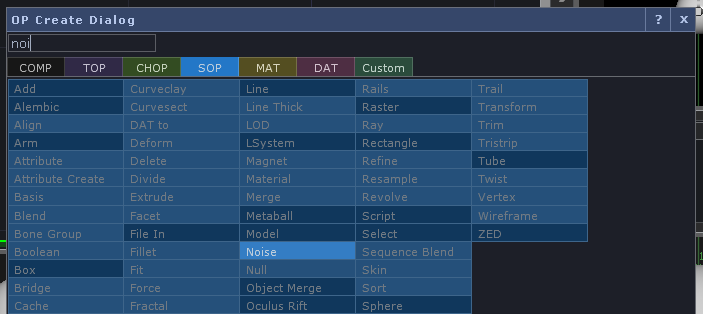 OP Create Dialog ? x
noi
COMP TOP CHOP SOP MAT DAT Custom
Add Curveclay Line Rails Trail
Alembic Curvesect Line Thick Raster Transform
Align DAT to LOD Ray Trim
Arm Deform LSystem Rectangle Tristrip
Attribute Delete Magnet Refine Tube
Attribute Create Divide Material Resample Twist
Basis Extrude Merge Revolve Vertex
Blend Facet Metaball Script Wireframe
Bone Group File In Model Select ZED
Boolean Fillet Noise Sequence Blend
Box Fit Null Skin
Bridge Force Object Merge Sort
Cache Fractal Oculus Rift Sphere